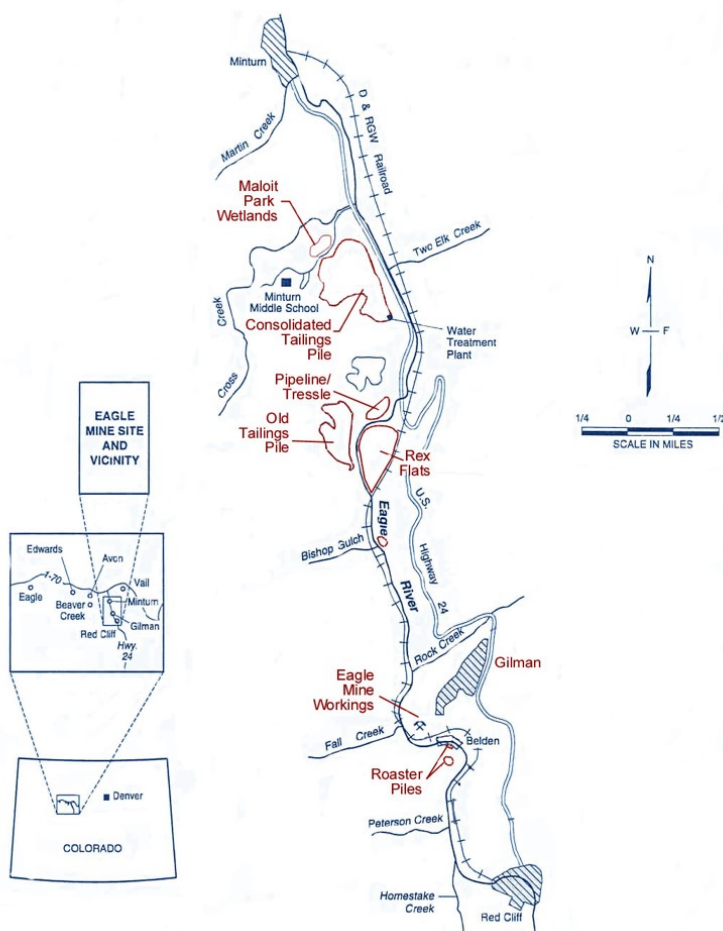 Minturn
Martin Creek
D & RGW Railroad
Maloit
Park
Wetlands
Two Elk Creek
Minturn
Middle School
Cross Creek
Consolidated
Tailings
Pile
Water
Treatment
Plant
Pipeline/
Tressle
Old
Tailings
Pile
Rex
Flats
U.S. Highway 24
Eagle River
Bishop Gulch
Rock Creek
Gilman
Eagle
Mine
Workings
Fall Creek
Belden
Roaster
Piles
Peterson Creek
Homestake
Creek
Red Cliff
N
W F
1/4 0 1/4 1/2
SCALE IN MILES
EAGLE
MINE SITE
AND
VICINITY
Edwards
Avon
I-70
Vail
Eagle
Beaver
Creek
Minturn
Gilman
Red Cliff
Hwy.
24
Denver
COLORADO